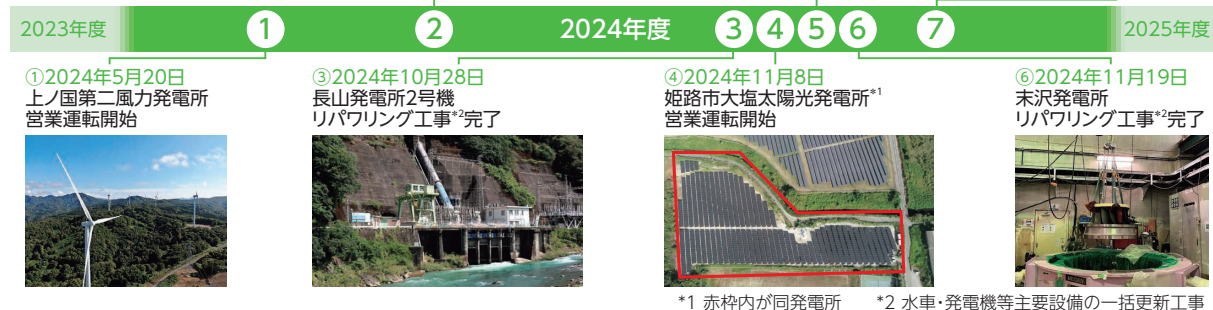 2023年度
1
2
2024年度
3
4
5
6
7
2025年度
①2024年5月20日
上ノ国第二風力発電所
営業運転開始
③2024年10月28日
長山発電所2号機
リパワリング工事*2完了
④2024年11月8日
姫路市大塩太陽光発電所*1
営業運転開始
⑥2024年11月19日
末沢発電所
リパワリング工事*2完了
*1 赤枠内が同発電所 *2 水車・発電機等主要設備の一括更新工事